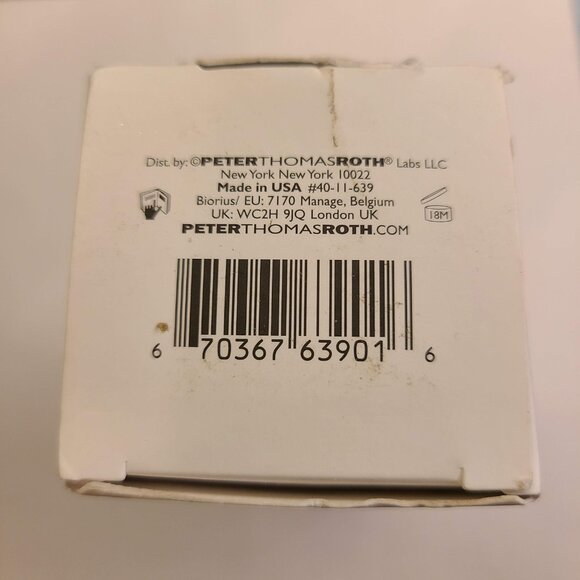 Dist. by: ©PETERTHOMASROTH® Labs LLC
New York New York 10022
Made in USA #40-11-639
Biorius/ EU: 7170 Manage, Belgium
UK: WC2H 9JQ London UK
PETERTHOMASROTH.COM
18M
6 70367 63901 6